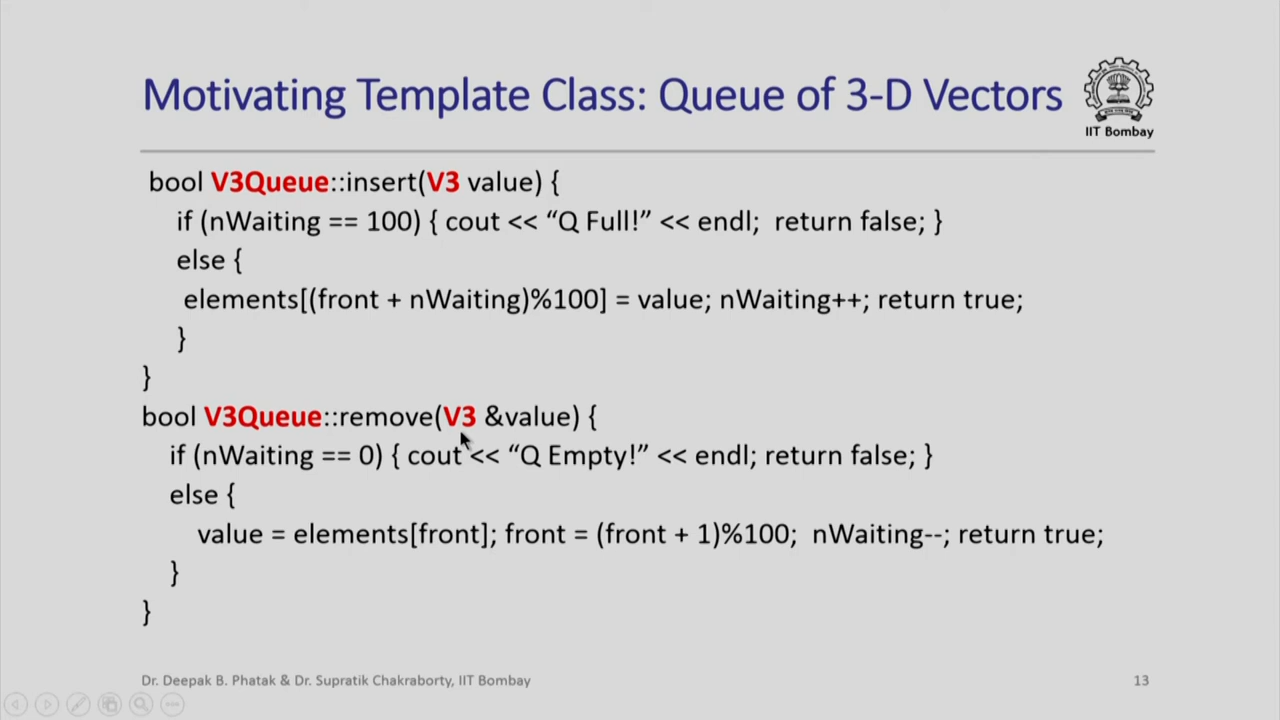 Motivating Template Class: Queue of 3-D Vectors
IIT Bombay
bool V3Queue::insert(V3 value) {
if (nWaiting == 100) { cout << “Q Full!” << endl; return false; }
else {
elements[(front + nWaiting)%100] = value; nWaiting++; return true;
}
}
bool V3Queue::remove(V3 &value) {
if (nWaiting == 0) { cout << “Q Empty!” << endl; return false; }
else {
value = elements[front]; front = (front + 1)%100; nWaiting--; return true;
}
}
Dr. Deepak B. Phatak & Dr. Supratik Chakraborty, IIT Bombay
13